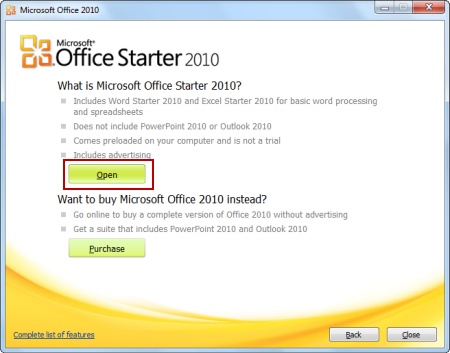 Microsoft Office 2010
Microsoft®
Office Starter 2010
What is Microsoft Office Starter 2010?
Includes Word Starter 2010 and Excel Starter 2010 for basic word processing
and spreadsheets
Does not include PowerPoint 2010 or Outlook 2010
Comes preloaded on your computer and is not a trial
Includes advertising
Open
Want to buy Microsoft Office 2010 instead?
Go online to buy a complete version of Office 2010 without advertising
Get a suite that includes PowerPoint 2010 and Outlook 2010
Purchase
Complete list of features
Back
Close